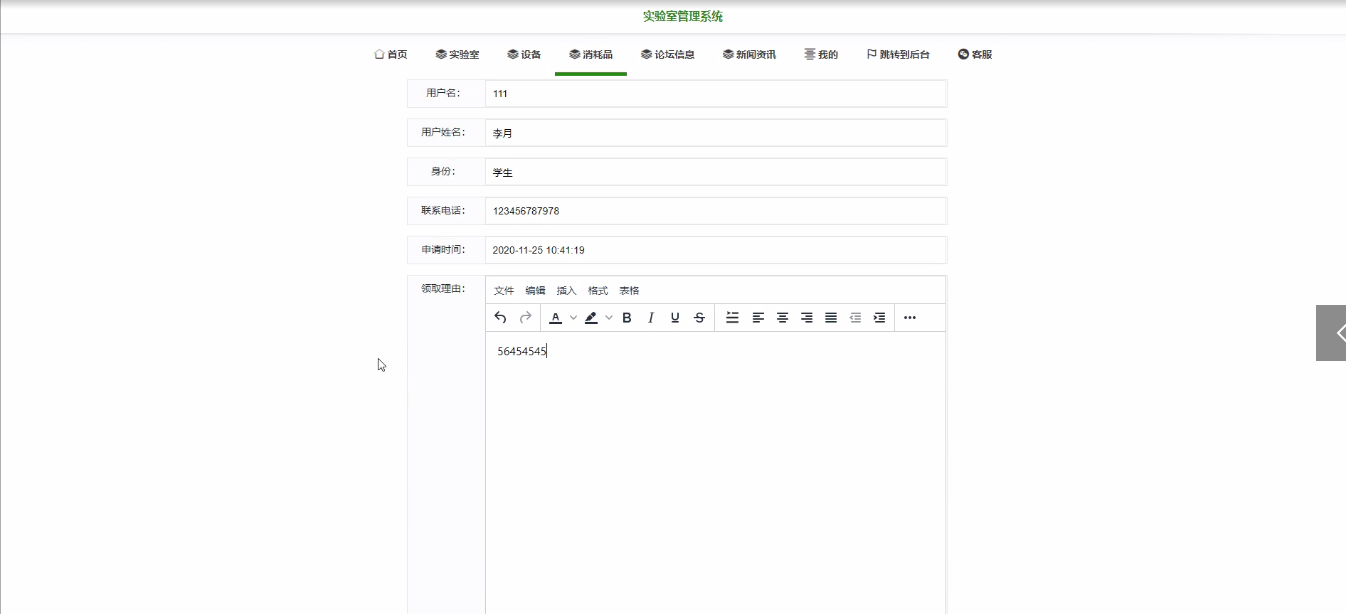 实验室管理系统
首页 实验室 设备 消耗品 论坛信息 新闻资讯 我的 跳转到后台 客服
用户名： 111
用户姓名： 李月
身份： 学生
联系电话： 123456787978
申请时间： 2020-11-25 10:41:19
领取理由： 文件 编辑 插入 格式 表格
56454545